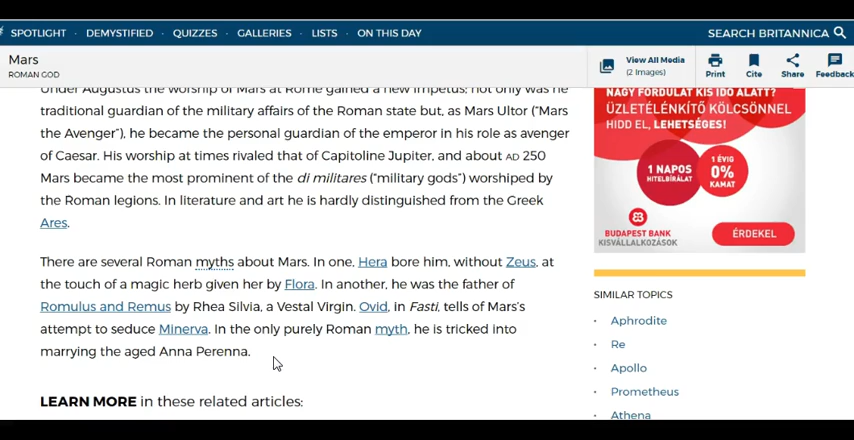 SPOTLIGHT · DEMYSTIFIED · QUIZZES · GALLERIES · LISTS · ON THIS DAY
SEARCH BRITANNICA
Mars
ROMAN GOD
View All Media
(2 Images)
Print
Cite
Share
Feedback
Under Augustus the worship of Mars at Rome gained a new impetus; not only was he
traditional guardian of the military affairs of the Roman state but, as Mars Ultor (“Mars
the Avenger”), he became the personal guardian of the emperor in his role as avenger
of Caesar. His worship at times rivaled that of Capitoline Jupiter, and about AD 250
Mars became the most prominent of the di militares (“military gods”) worshiped by
the Roman legions. In literature and art he is hardly distinguished from the Greek
Ares.
There are several Roman myths about Mars. In one, Hera bore him, without Zeus, at
the touch of a magic herb given her by Flora. In another, he was the father of
Romulus and Remus by Rhea Silvia, a Vestal Virgin. Ovid, in Fasti, tells of Mars’s
attempt to seduce Minerva. In the only purely Roman myth, he is tricked into
marrying the aged Anna Perenna.
LEARN MORE in these related articles:
NAGY FORDULAT KIS IDŐ ALATT?
ÜZLETÉLÉNKÍTŐ KÖLCSÖNNEL
HIDD EL, LEHETSÉGES!
1 NAPOS
HITELBÍRÁLAT
1 ÉVIG
0%
KAMAT
BUDAPEST BANK
KISVÁLLALKOZÁSOK
ÉRDEKEL
SIMILAR TOPICS
· Aphrodite
· Re
· Apollo
· Prometheus
· Athena